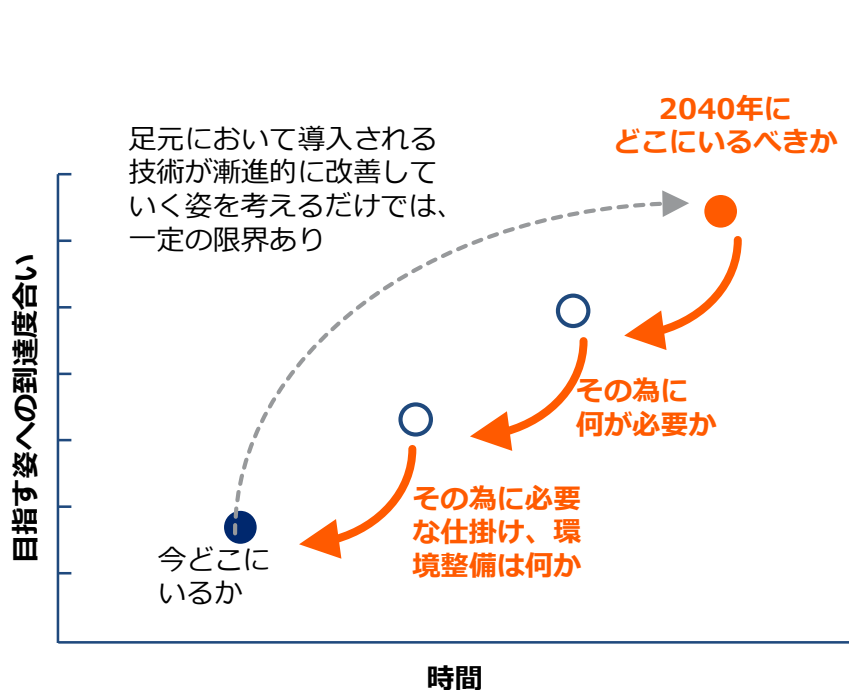 2040年に
どこにいるべきか
足元において導入される
技術が漸進的に改善して
いく姿を考えるだけでは、
一定の限界あり
目指す姿への到達度合い
その為に
何が必要か
その為に必要
な仕掛け、環
境整備は何か
今どこに
いるか
時間